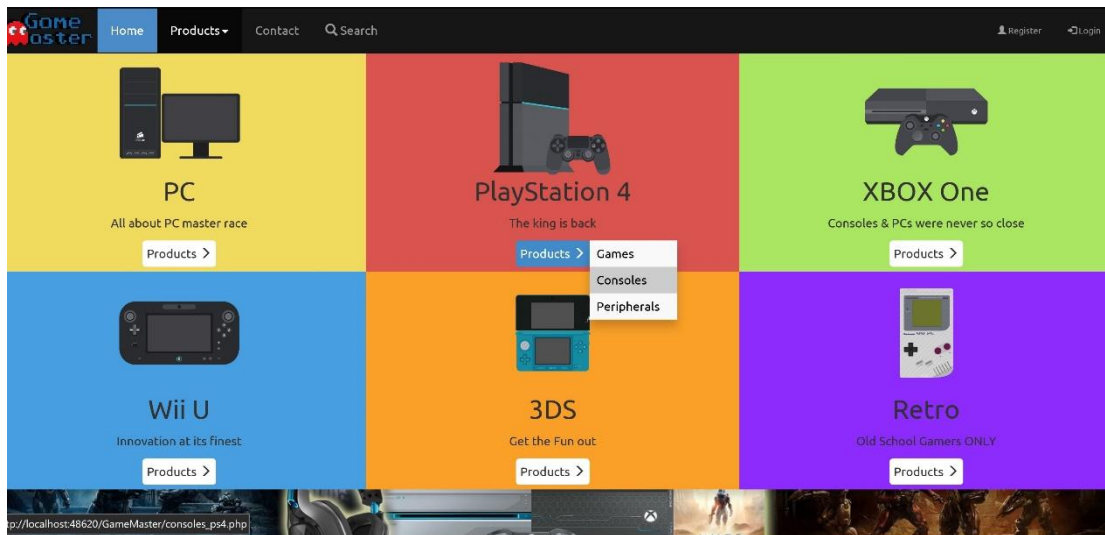 Game
Master
Home
Products
Contact
Search
Register
Login
PC
All about PC master race
Products >
PlayStation 4
The king is back
Products >
Games
Consoles
Peripherals
XBOX One
Consoles & PCs were never so close
Products >
Wii U
Innovation at its finest
Products >
3DS
Get the Fun out
Products >
Retro
Old School Gamers ONLY
Products >
tp://localhost:48620/GameMaster/consoles_ps4.php